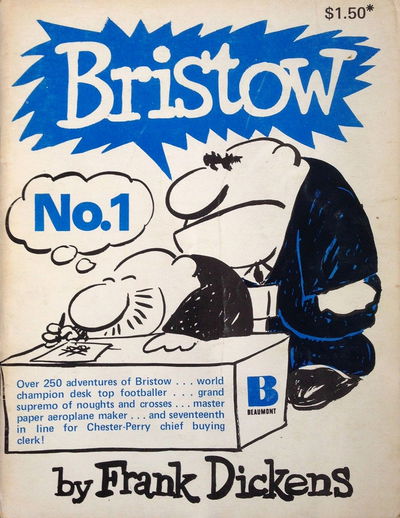 $1.50*
Bristow
No.1
Over 250 adventures of Bristow . . . world
champion desk top footballer . . . grand
supremo of noughts and crosses . . . master
paper aeroplane maker . . . and seventeenth
in line for Chester-Perry chief buying
clerk!
B
BEAUMONT
by Frank Dickens